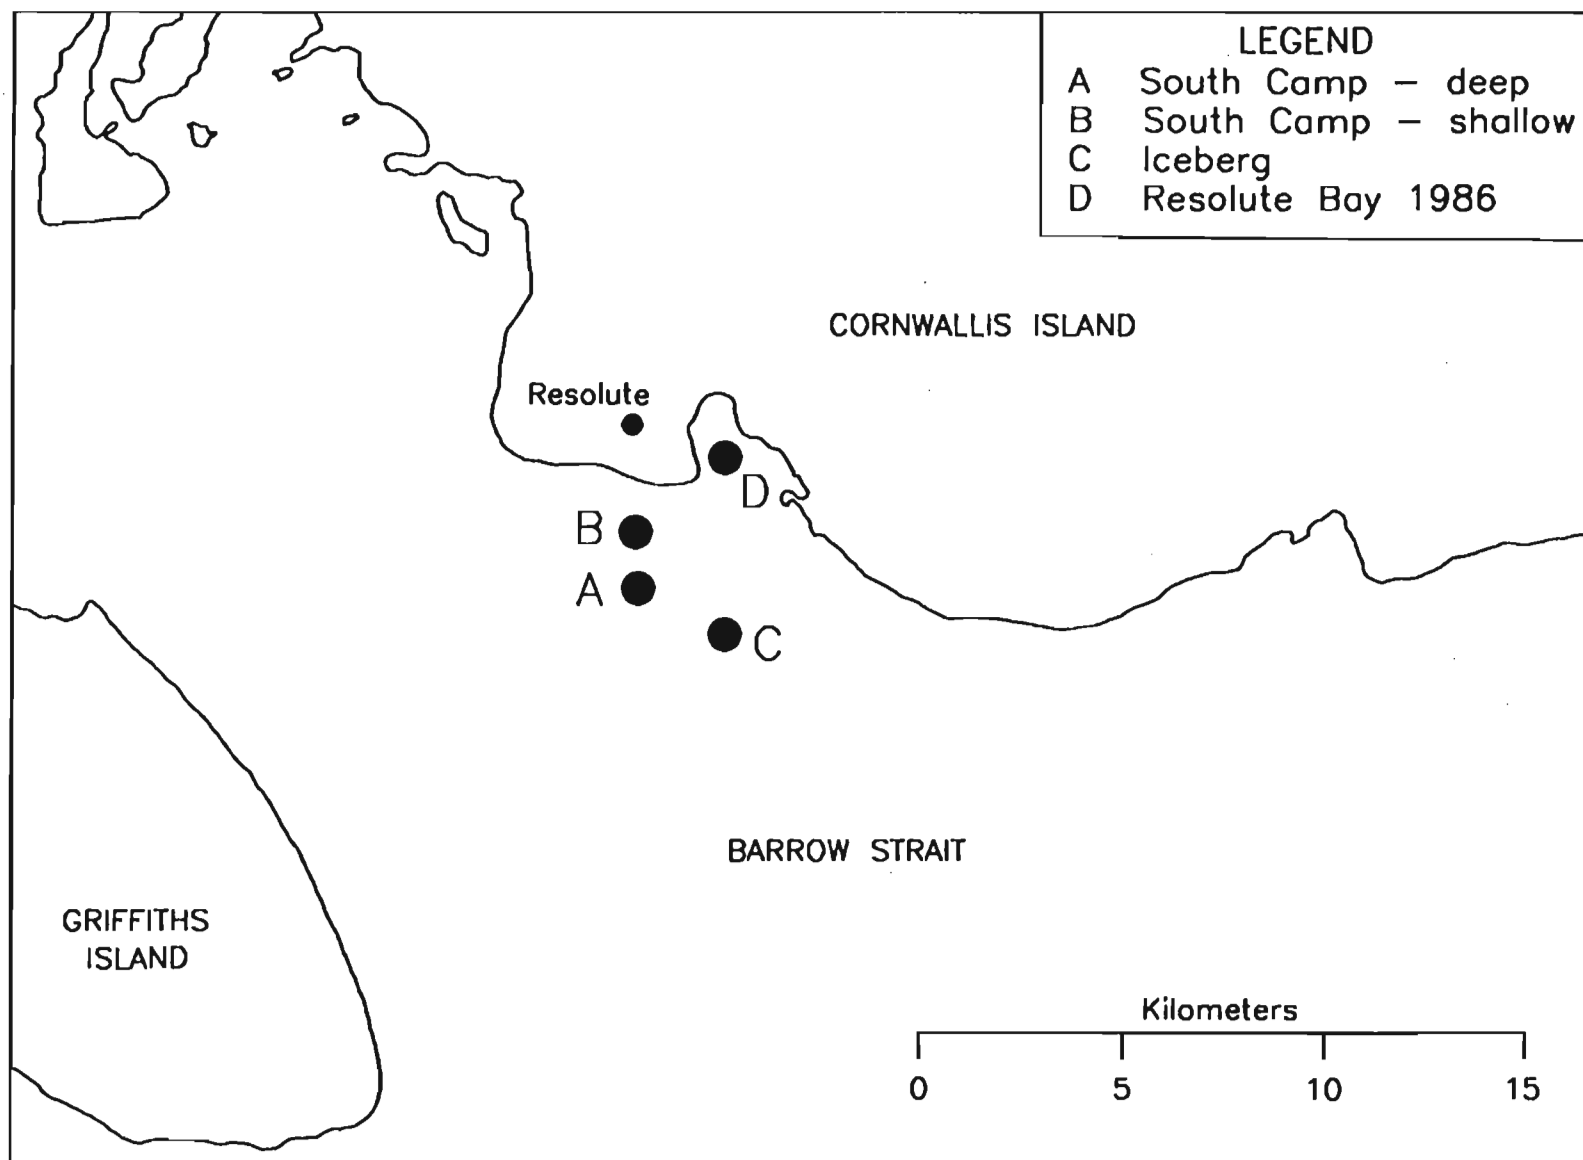 LEGEND
A South Camp – deep
B South Camp – shallow
C Iceberg
D Resolute Bay 1986
CORNWALLIS ISLAND
Resolute
D
B
A
C
BARROW STRAIT
GRIFFITHS
ISLAND
Kilometers
0 5 10 15